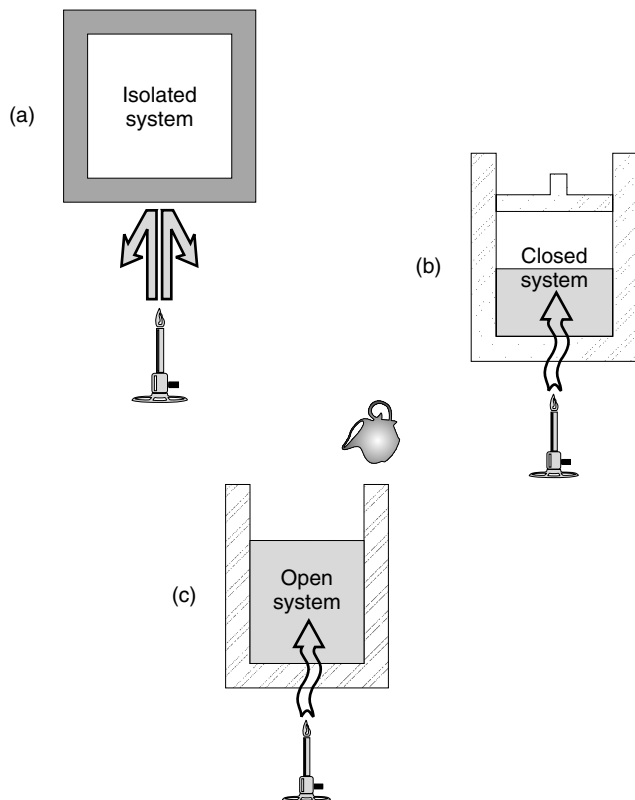 (a)
Isolated
system
(b)
Closed
system
(c)
Open
system